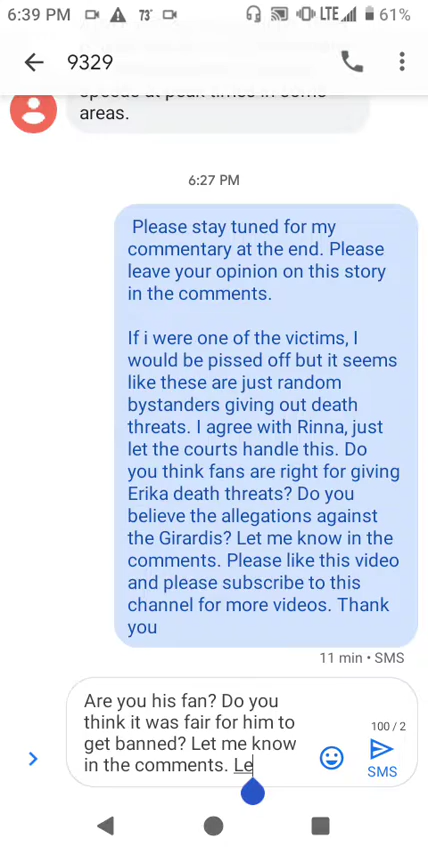 6:39 PM 73° LTE 61%
9329
speeds at peak times in some
areas.
6:27 PM
Please stay tuned for my
commentary at the end. Please
leave your opinion on this story
in the comments.
If i were one of the victims, I
would be pissed off but it seems
like these are just random
bystanders giving out death
threats. I agree with Rinna, just
let the courts handle this. Do
you think fans are right for giving
Erika death threats? Do you
believe the allegations against
the Girardis? Let me know in the
comments. Please like this video
and please subscribe to this
channel for more videos. Thank
you
11 min • SMS
Are you his fan? Do you
think it was fair for him to
get banned? Let me know
in the comments. Le
100 / 2
SMS